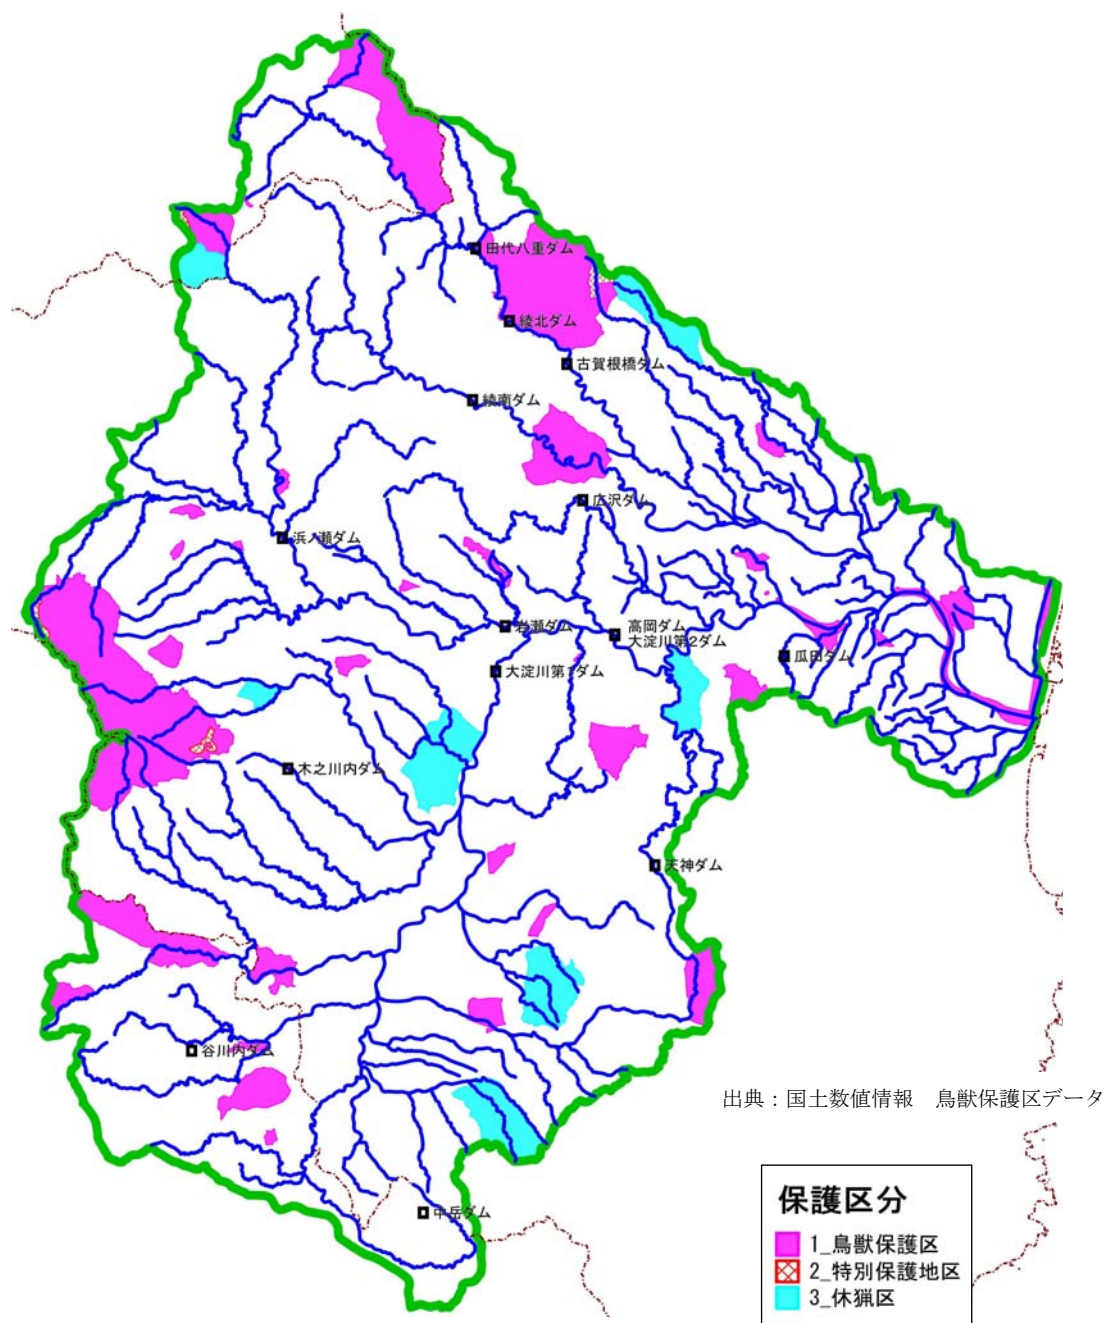 田代八重ダム
綾北ダム
古賀根橋ダム
綾南ダム
広沢ダム
浜ノ瀬ダム
岩瀬ダム
高岡ダム
大淀川第2ダム
瓜田ダム
大淀川第1ダム
木之川内ダム
天神ダム
谷川内ダム
中岳ダム
出典：国土数値情報　鳥獣保護区データ
保護区分
1_鳥獣保護区
2_特別保護地区
3_休猟区